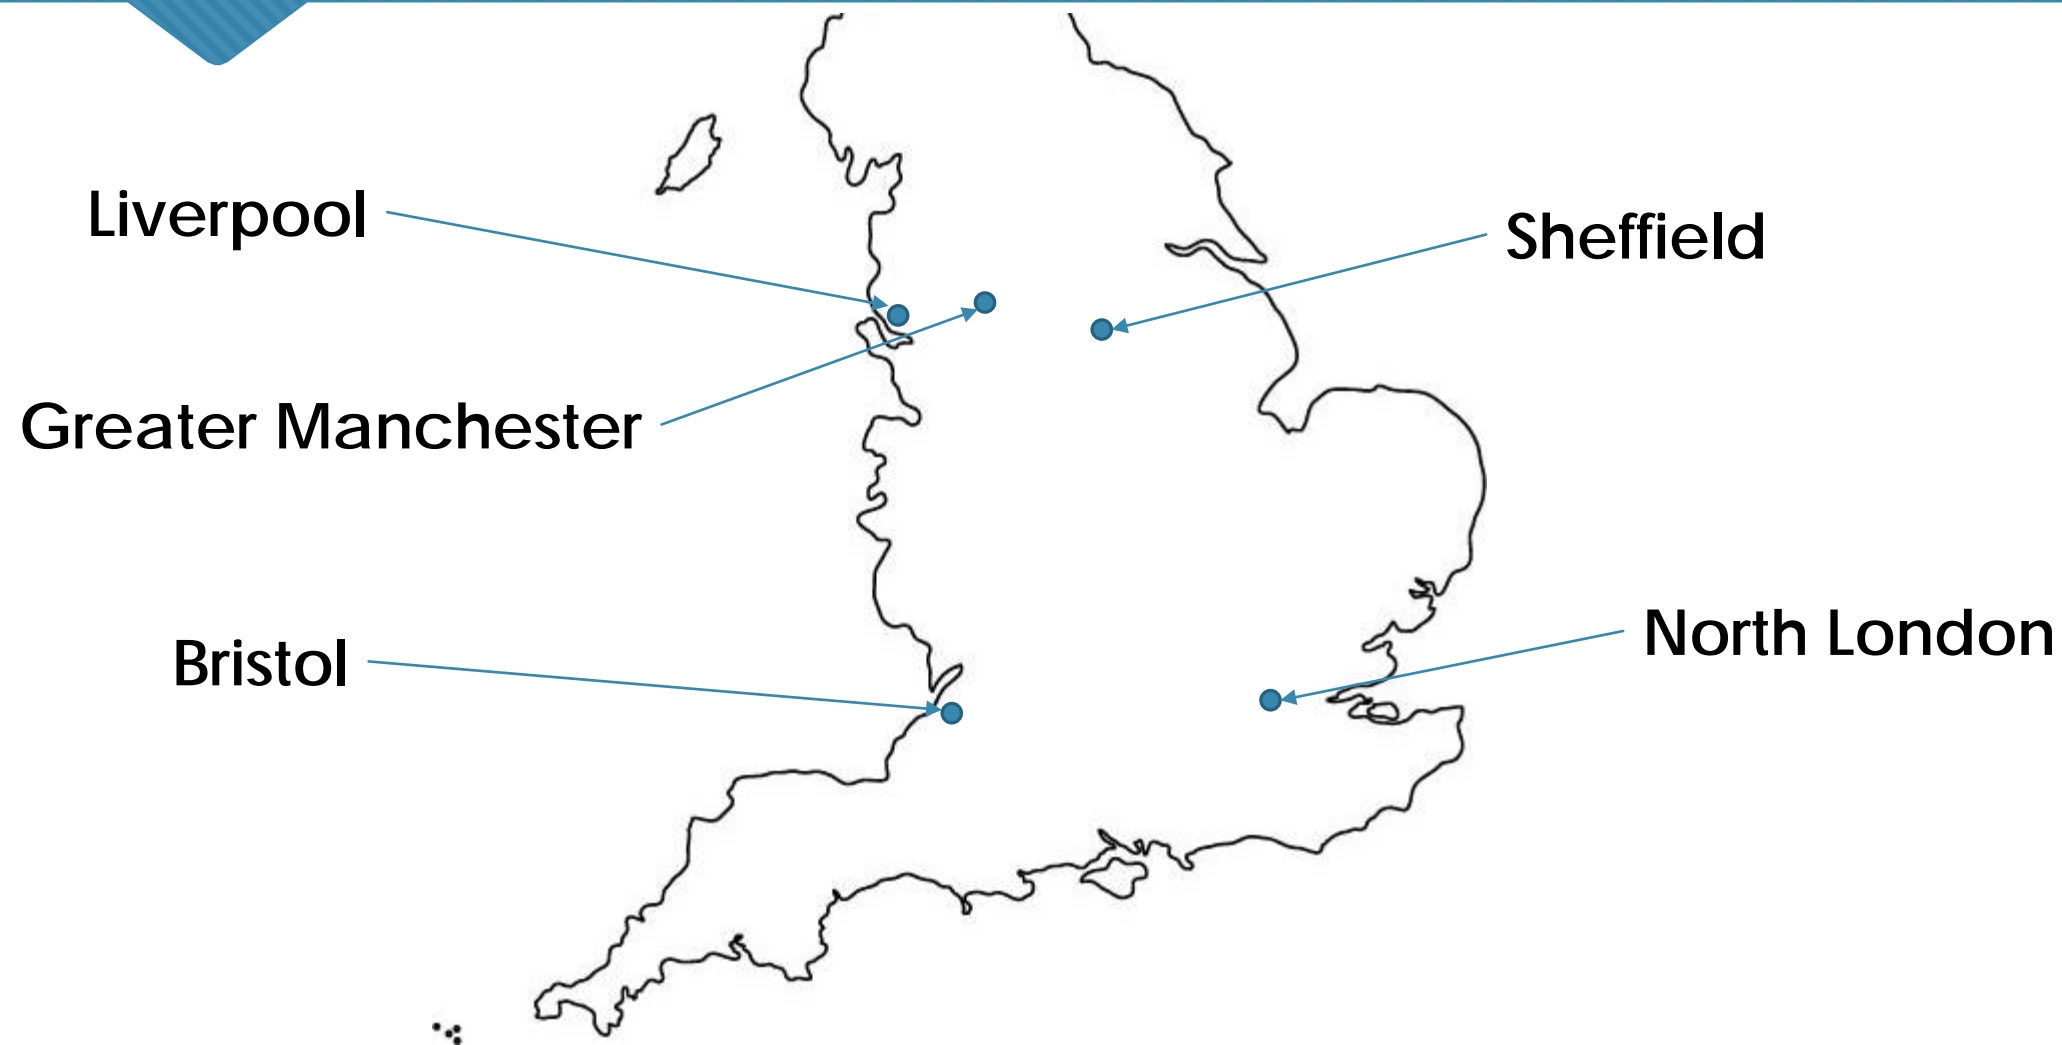 Liverpool
Sheffield
Greater Manchester
North London
Bristol